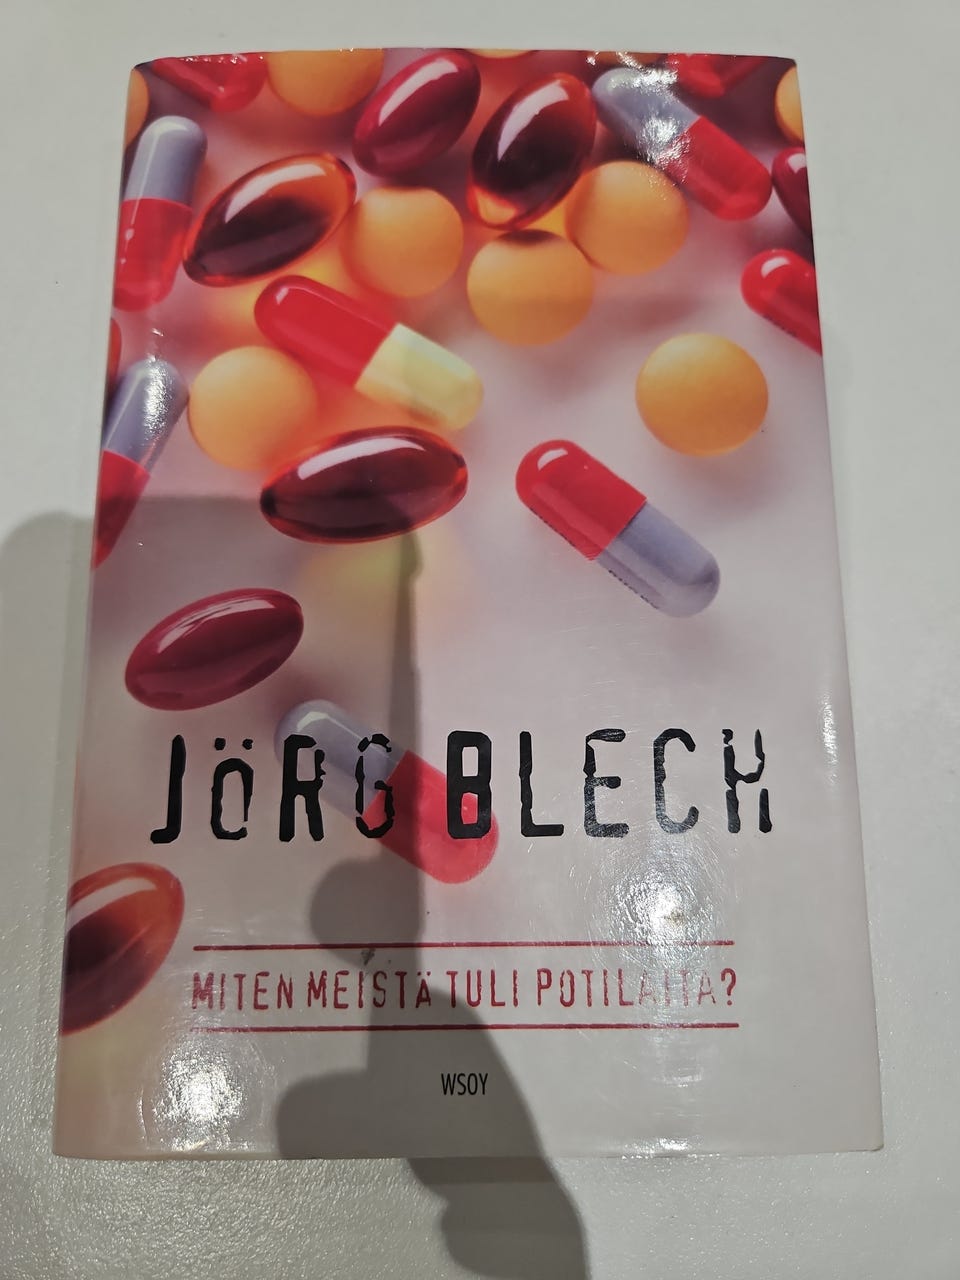 JÖRG BLECH
MITEN MEISTÄ TULI POTILAITA?
WSOY